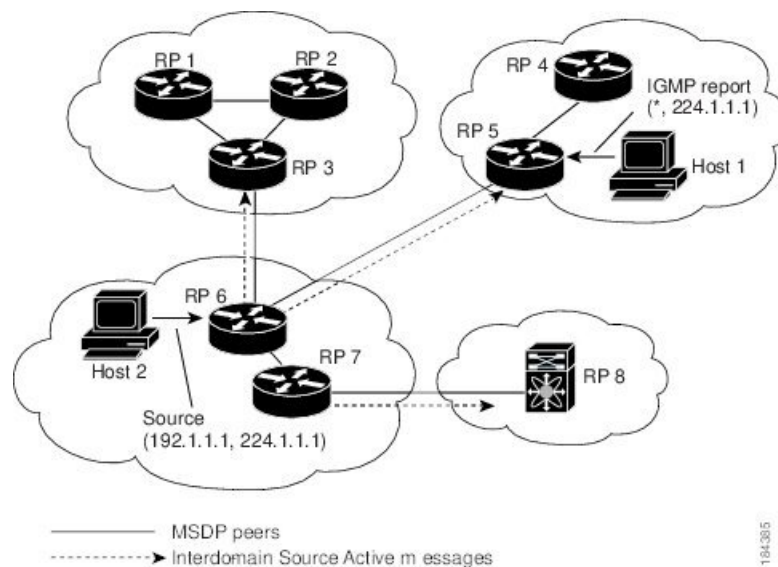 RP 1
RP 2
RP 3
RP 4
IGMP report
(*, 224.1.1.1)
RP 5
Host 1
RP 6
Host 2
RP 7
RP 8
Source
(192.1.1.1, 224.1.1.1)
MSDP peers
Interdomain Source Active m essages
184385